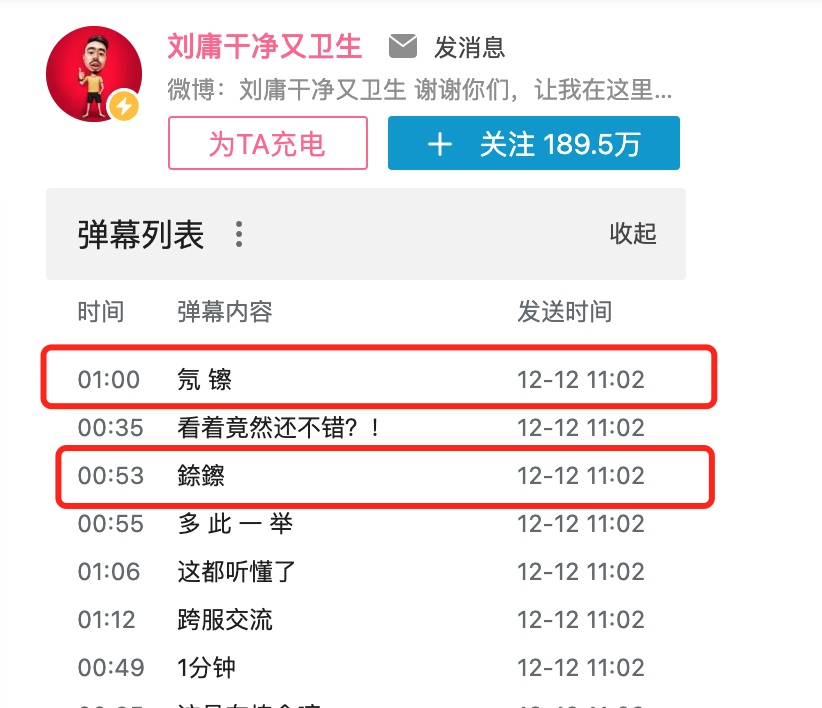 刘庸干净又卫生 发消息
微博：刘庸干净又卫生 谢谢你们，让我在这里...
为TA充电 + 关注 189.5万
弹幕列表 收起
时间 弹幕内容 发送时间
01:00 氖 镲 12-12 11:02
00:35 看着竟然还不错？！ 12-12 11:02
00:53 錼鑔 12-12 11:02
00:55 多 此 一 举 12-12 11:02
01:06 这都听懂了 12-12 11:02
01:12 跨服交流 12-12 11:02
00:49 1分钟 12-12 11:02